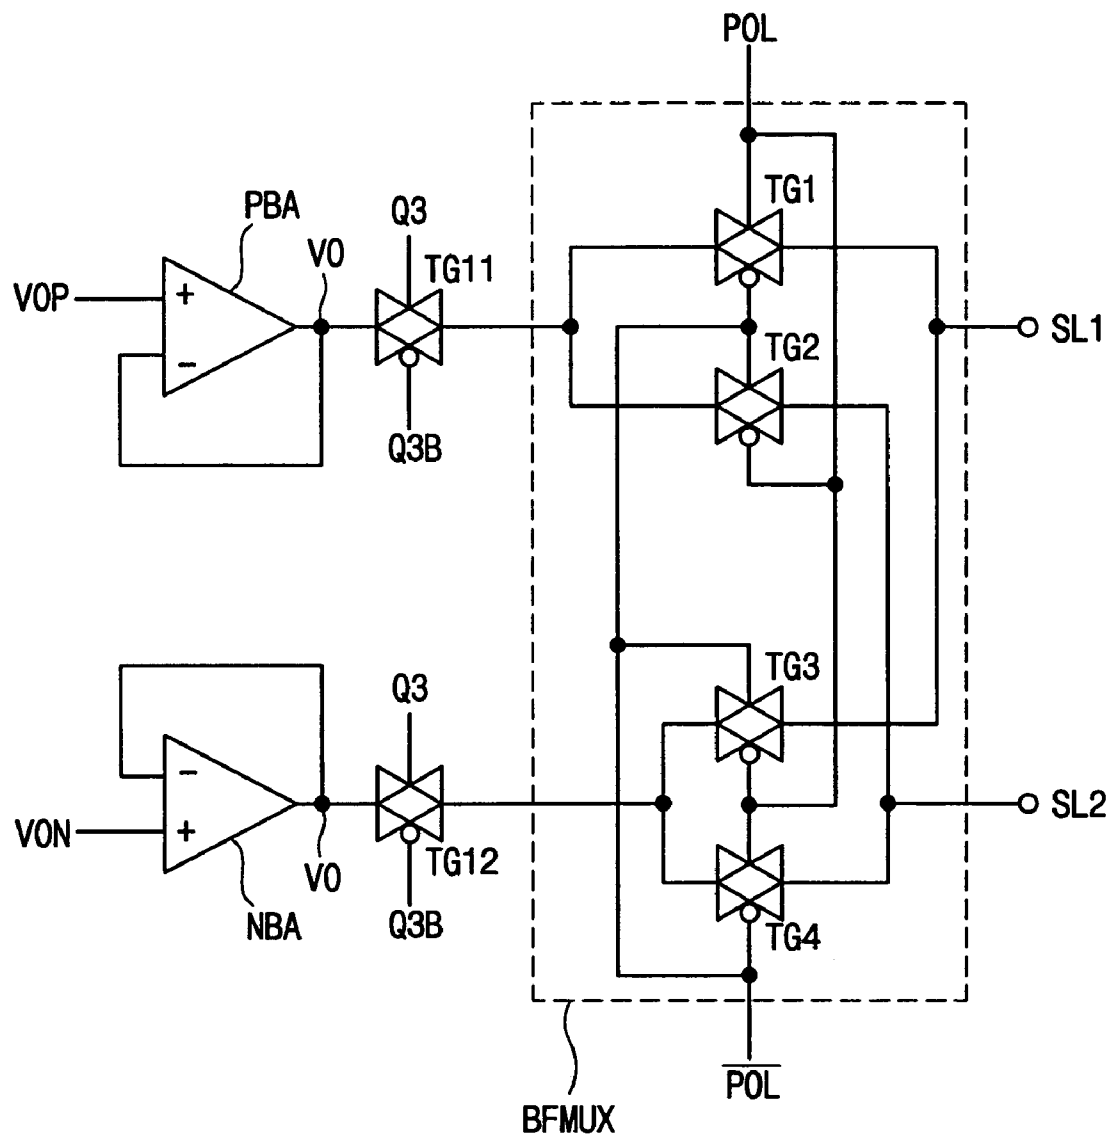 POL
PBA
Q3
TG1
VO
TG11
VOP
+
−
TG2
SL1
Q3B
TG3
Q3
−
VON
+
VO
TG12
SL2
NBA
Q3B
TG4
P̅O̅L̅
BFMUX